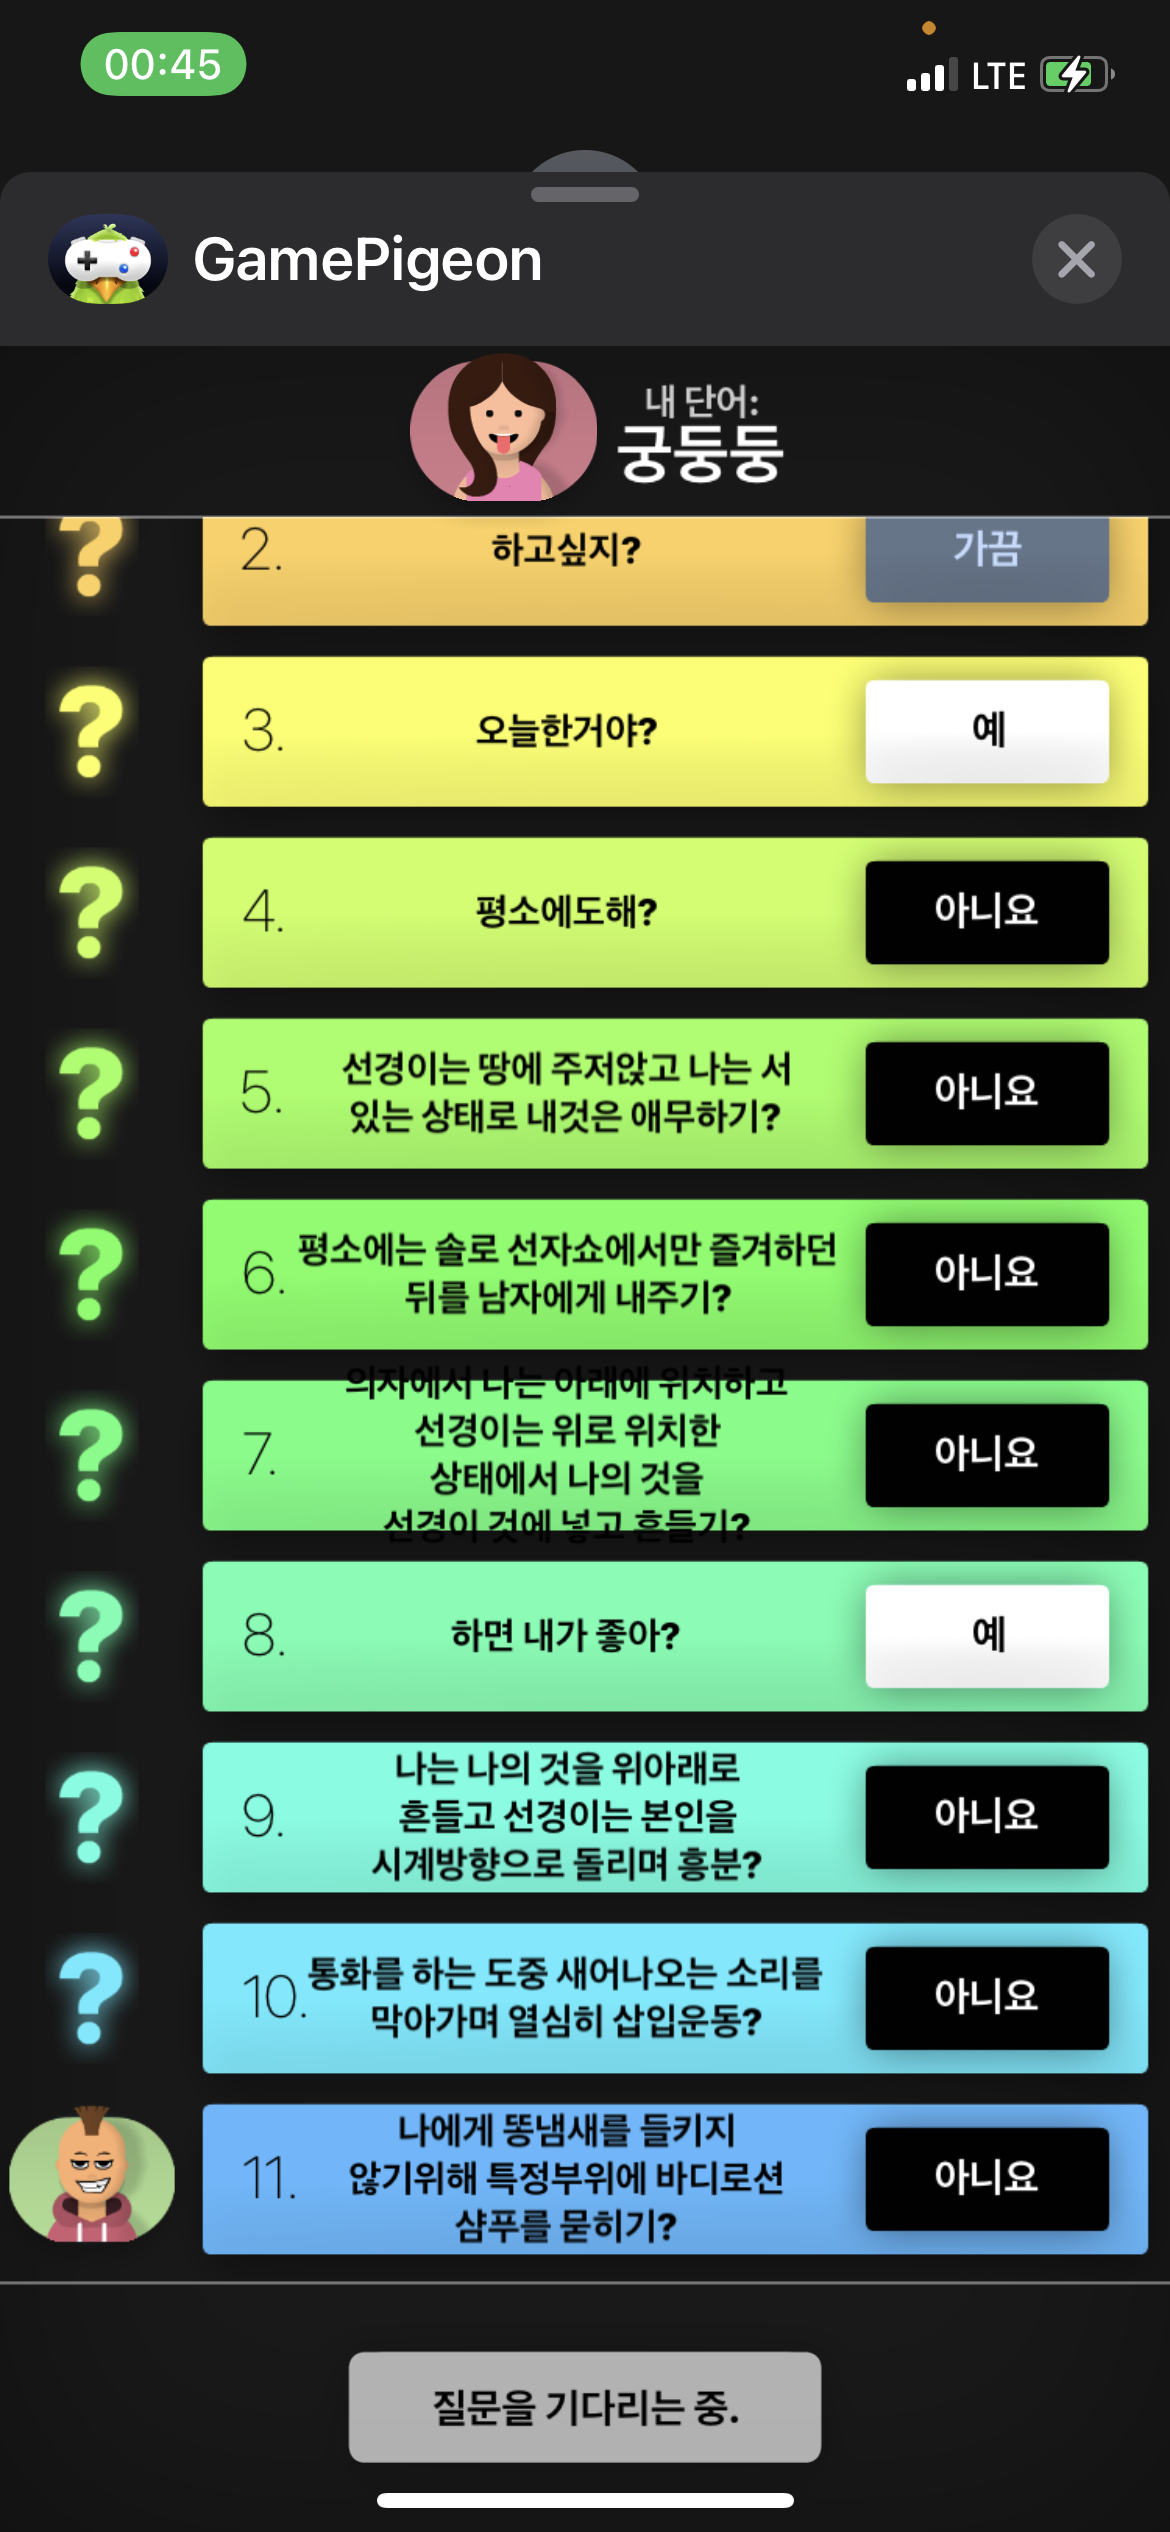 00:45
LTE
GamePigeon
내 단어:
궁둥둥
2.
하고싶지?
가끔
3.
오늘한거야?
예
4.
평소에도해?
아니요
5.
선경이는 땅에 주저앉고 나는 서
있는 상태로 내것은 애무하기?
아니요
6.
평소에는 솔로 선자쇼에서만 즐겨하던
뒤를 남자에게 내주기?
아니요
7.
의자에서 나는 아래에 위치하고
선경이는 위로 위치한
상태에서 나의 것을
선경이 것에 넣고 흔들기?
아니요
8.
하면 내가 좋아?
예
9.
나는 나의 것을 위아래로
흔들고 선경이는 본인을
시계방향으로 돌리며 흥분?
아니요
10.
통화를 하는 도중 새어나오는 소리를
막아가며 열심히 삽입운동?
아니요
11.
나에게 똥냄새를 들키지
않기위해 특정부위에 바디로션
샴푸를 묻히기?
아니요
질문을 기다리는 중.